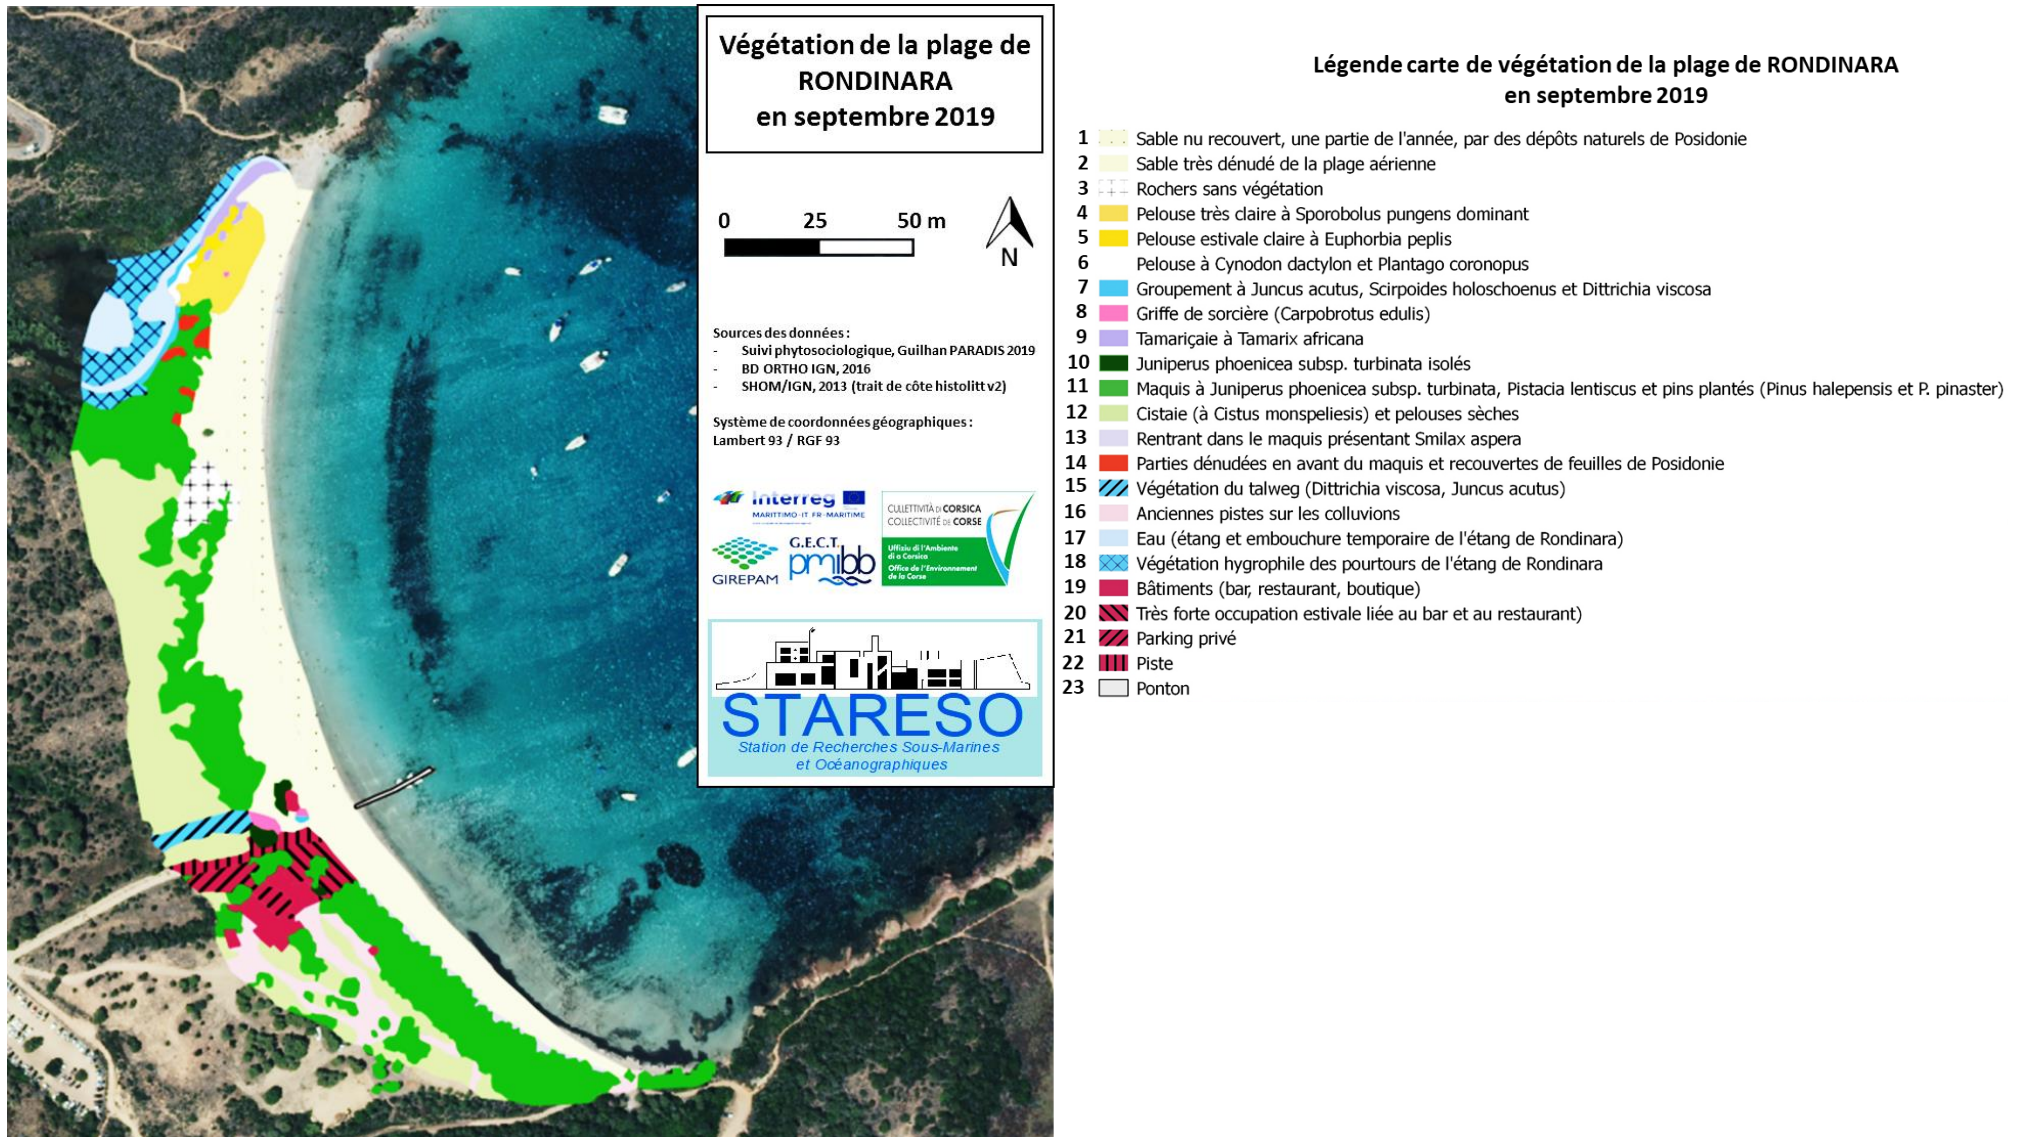 Végétation de la plage de
RONDINARA
en septembre 2019
0 25 50 m
N
Sources des données :
- Suivi phytosociologique, Guilhan PARADIS 2019
- BD ORTHO IGN, 2016
- SHOM/IGN, 2013 (trait de côte histolitt v2)
Système de coordonnées géographiques :
Lambert 93 / RGF 93
Interreg
MARITTIMO-IT FR-MARITIME
CULLETTIVITÀ DI CORSICA
COLLECTIVITÉ DE CORSE
GIREPAM
G.E.C.T.
pmibb
Uffiziu di l'Ambiente
di a Corsica
Office de l'Environnement
de la Corse
STARESO
Station de Recherches Sous-Marines
et Océanographiques
Légende carte de végétation de la plage de RONDINARA
en septembre 2019
1 Sable nu recouvert, une partie de l'année, par des dépôts naturels de Posidonie
2 Sable très dénudé de la plage aérienne
3 Rochers sans végétation
4 Pelouse très claire à Sporobolus pungens dominant
5 Pelouse estivale claire à Euphorbia peplis
6 Pelouse à Cynodon dactylon et Plantago coronopus
7 Groupement à Juncus acutus, Scirpoides holoschoenus et Dittrichia viscosa
8 Griffe de sorcière (Carpobrotus edulis)
9 Tamariçaie à Tamarix africana
10 Juniperus phoenicea subsp. turbinata isolés
11 Maquis à Juniperus phoenicea subsp. turbinata, Pistacia lentiscus et pins plantés (Pinus halepensis et P. pinaster)
12 Cistaie (à Cistus monspeliesis) et pelouses sèches
13 Rentrant dans le maquis présentant Smilax aspera
14 Parties dénudées en avant du maquis et recouvertes de feuilles de Posidonie
15 Végétation du talweg (Dittrichia viscosa, Juncus acutus)
16 Anciennes pistes sur les colluvions
17 Eau (étang et embouchure temporaire de l'étang de Rondinara)
18 Végétation hygrophile des pourtours de l'étang de Rondinara
19 Bâtiments (bar, restaurant, boutique)
20 Très forte occupation estivale liée au bar et au restaurant)
21 Parking privé
22 Piste
23 Ponton